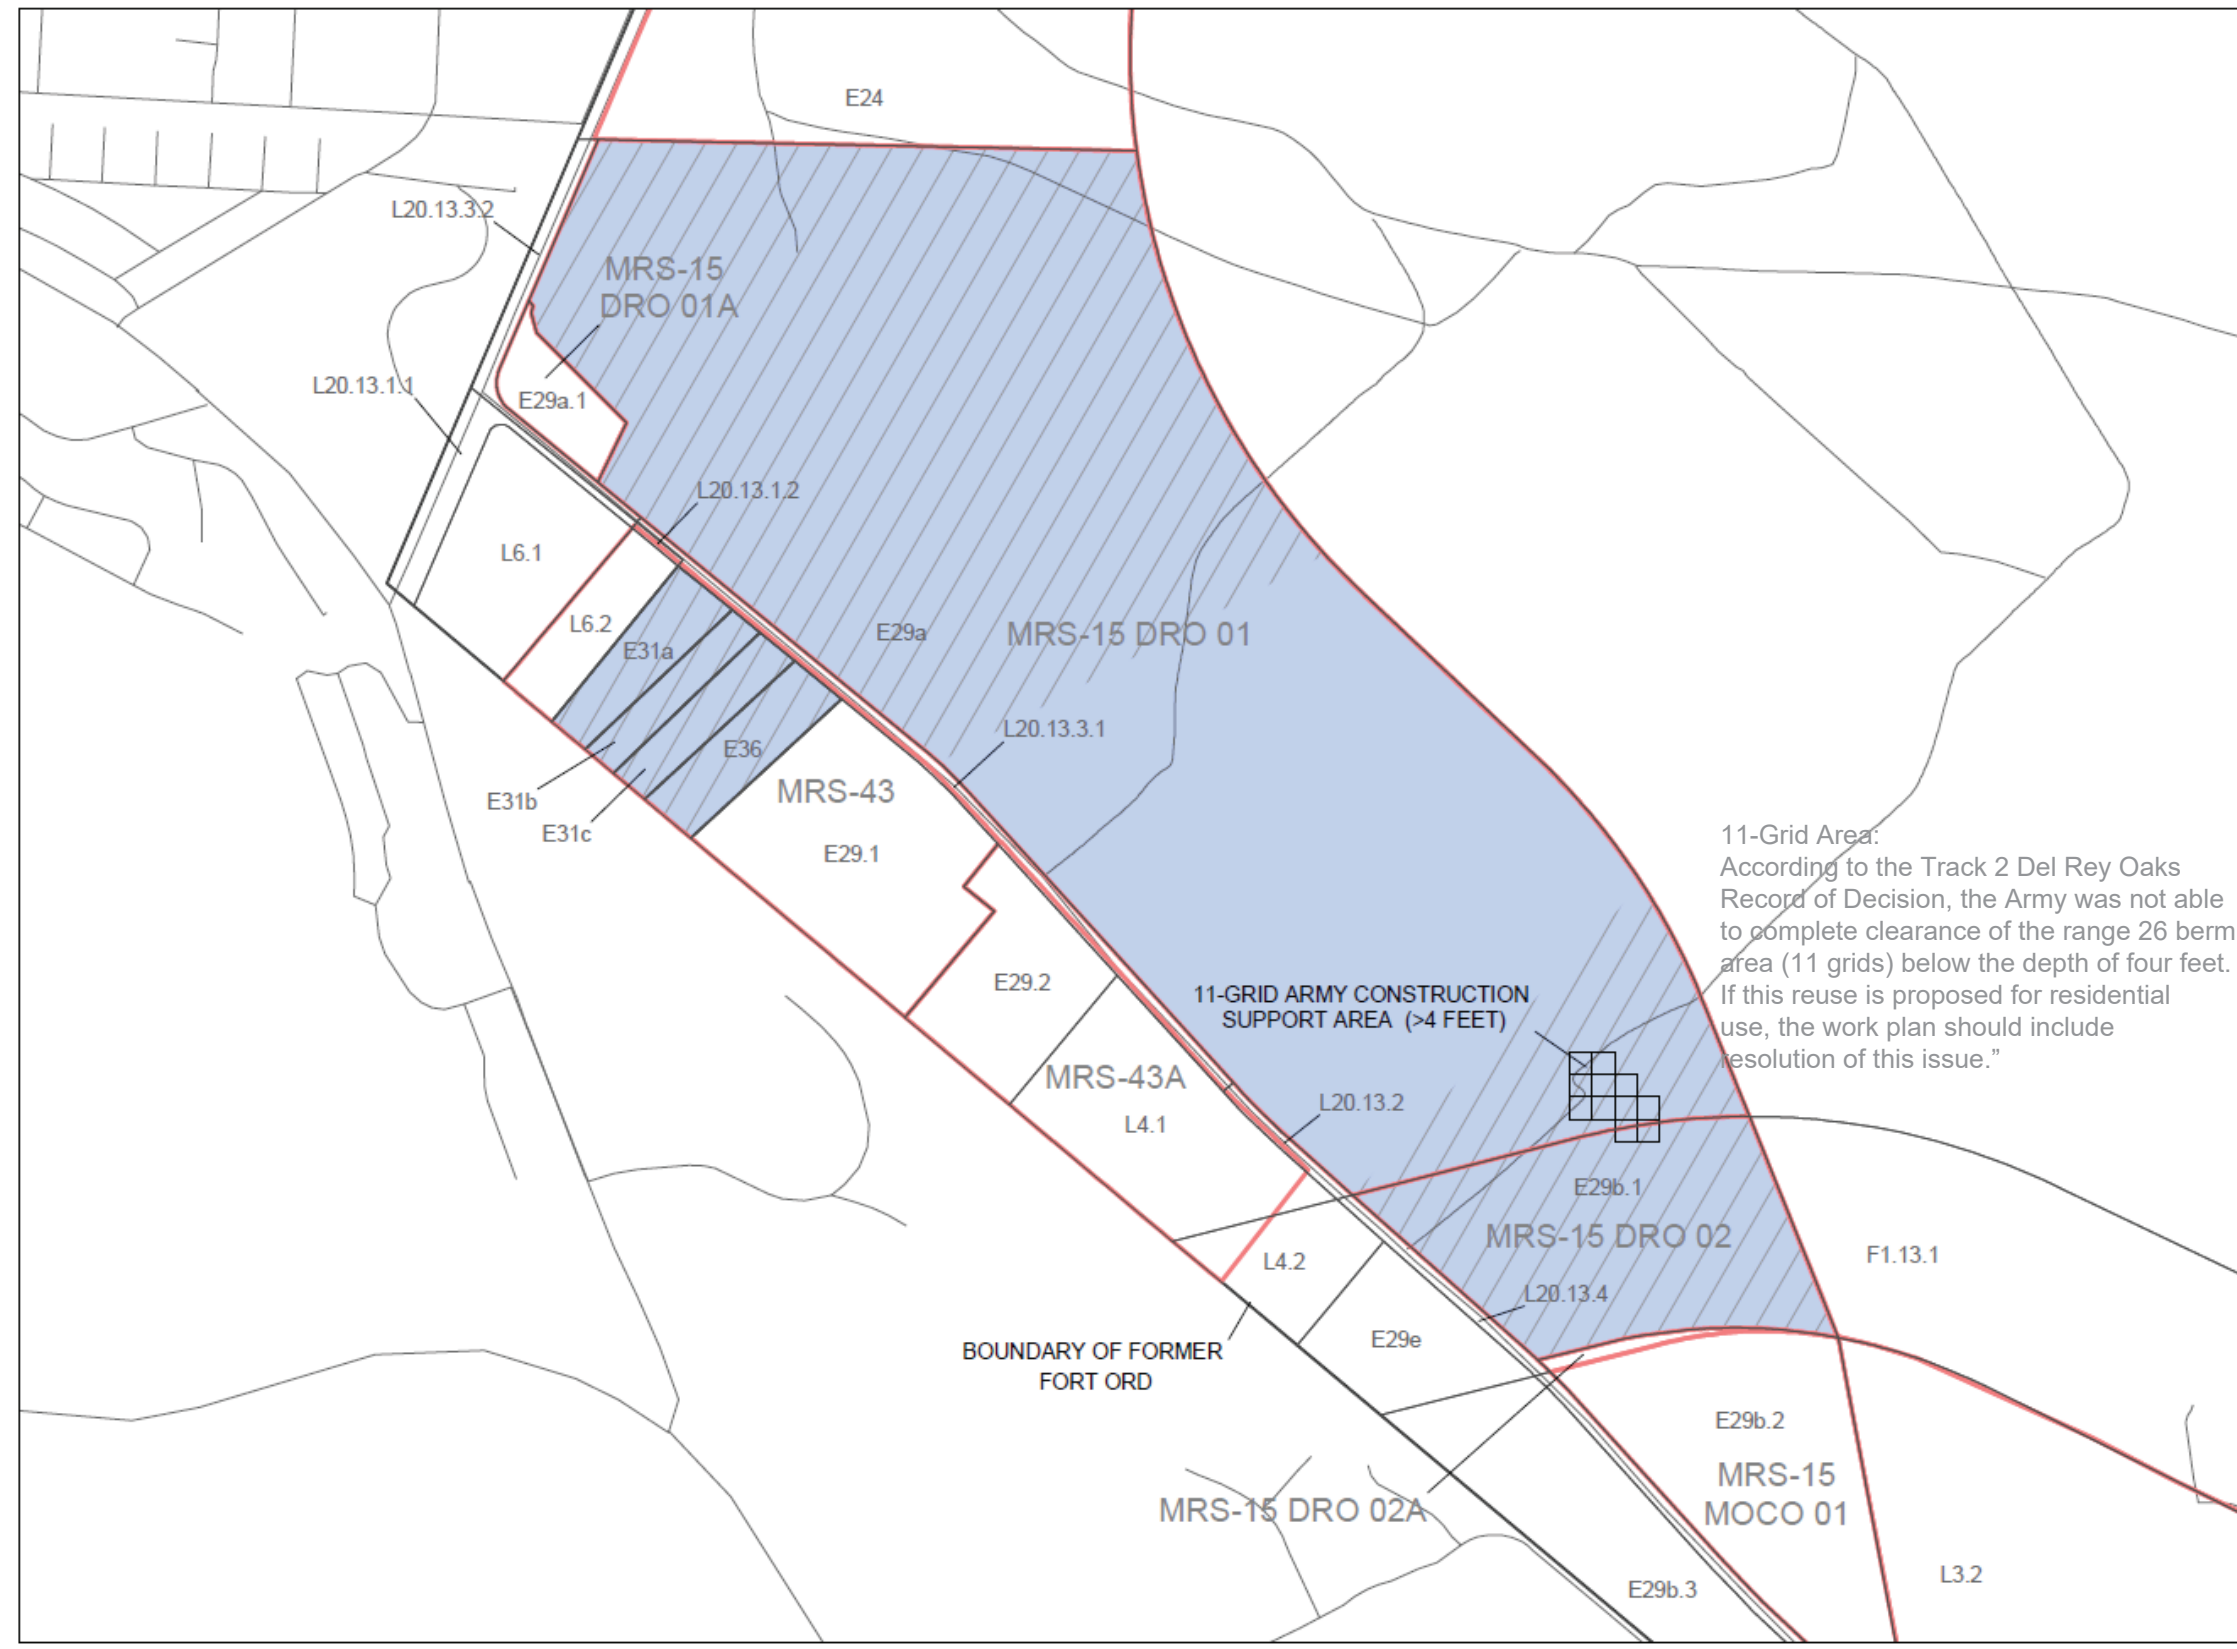 E24
L20.13.3.2
MRS-15
DRO 01A
L20.13.1.1
E29a.1
L20.13.1.2
L6.1
L6.2
E31a
E29a
MRS-15 DRO 01
L20.13.3.1
E36
MRS-43
E31b
E31c
E29.1
11-Grid Area:
According to the Track 2 Del Rey Oaks
Record of Decision, the Army was not able
to complete clearance of the range 26 berm
area (11 grids) below the depth of four feet.
If this reuse is proposed for residential
use, the work plan should include
resolution of this issue.”
E29.2
11-GRID ARMY CONSTRUCTION
SUPPORT AREA (>4 FEET)
MRS-43A
L4.1
L20.13.2
E29b.1
MRS-15 DRO 02
F1.13.1
L4.2
L20.13.4
E29e
BOUNDARY OF FORMER
FORT ORD
E29b.2
MRS-15
MOCO 01
MRS-15 DRO 02A
L3.2
E29b.3